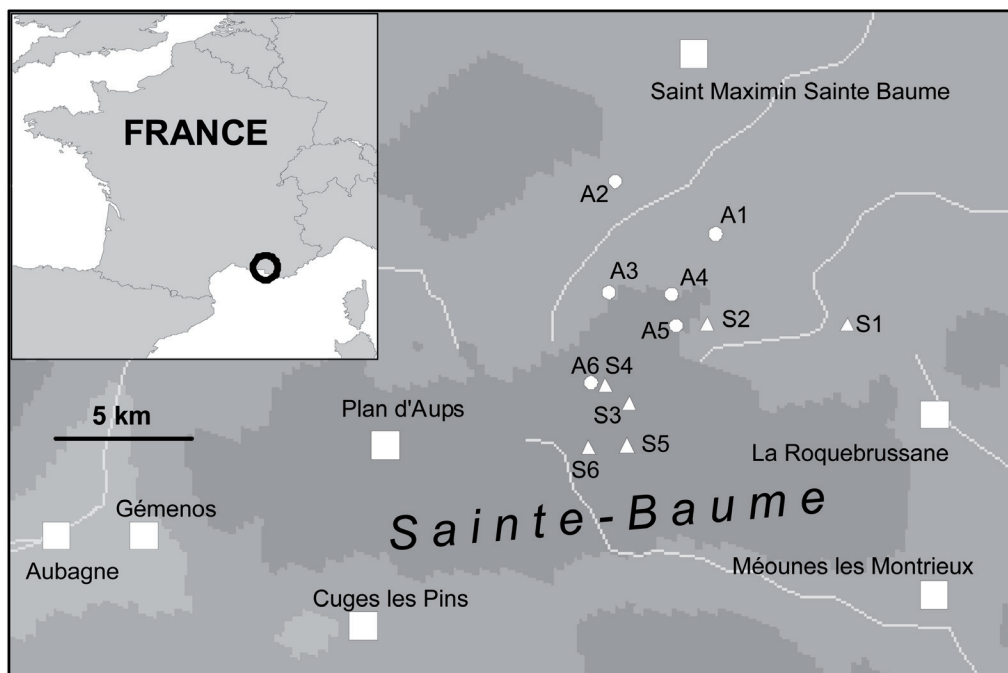 Saint Maximin Sainte Baume
FRANCE
A2
A1
A3
A4
A5
S2
S1
A6
S4
5 km
Plan d'Aups
S3
S5
La Roquebrussane
S6
Gémenos
Sainte-Baume
Aubagne
Méounes les Montrieux
Cuges les Pins